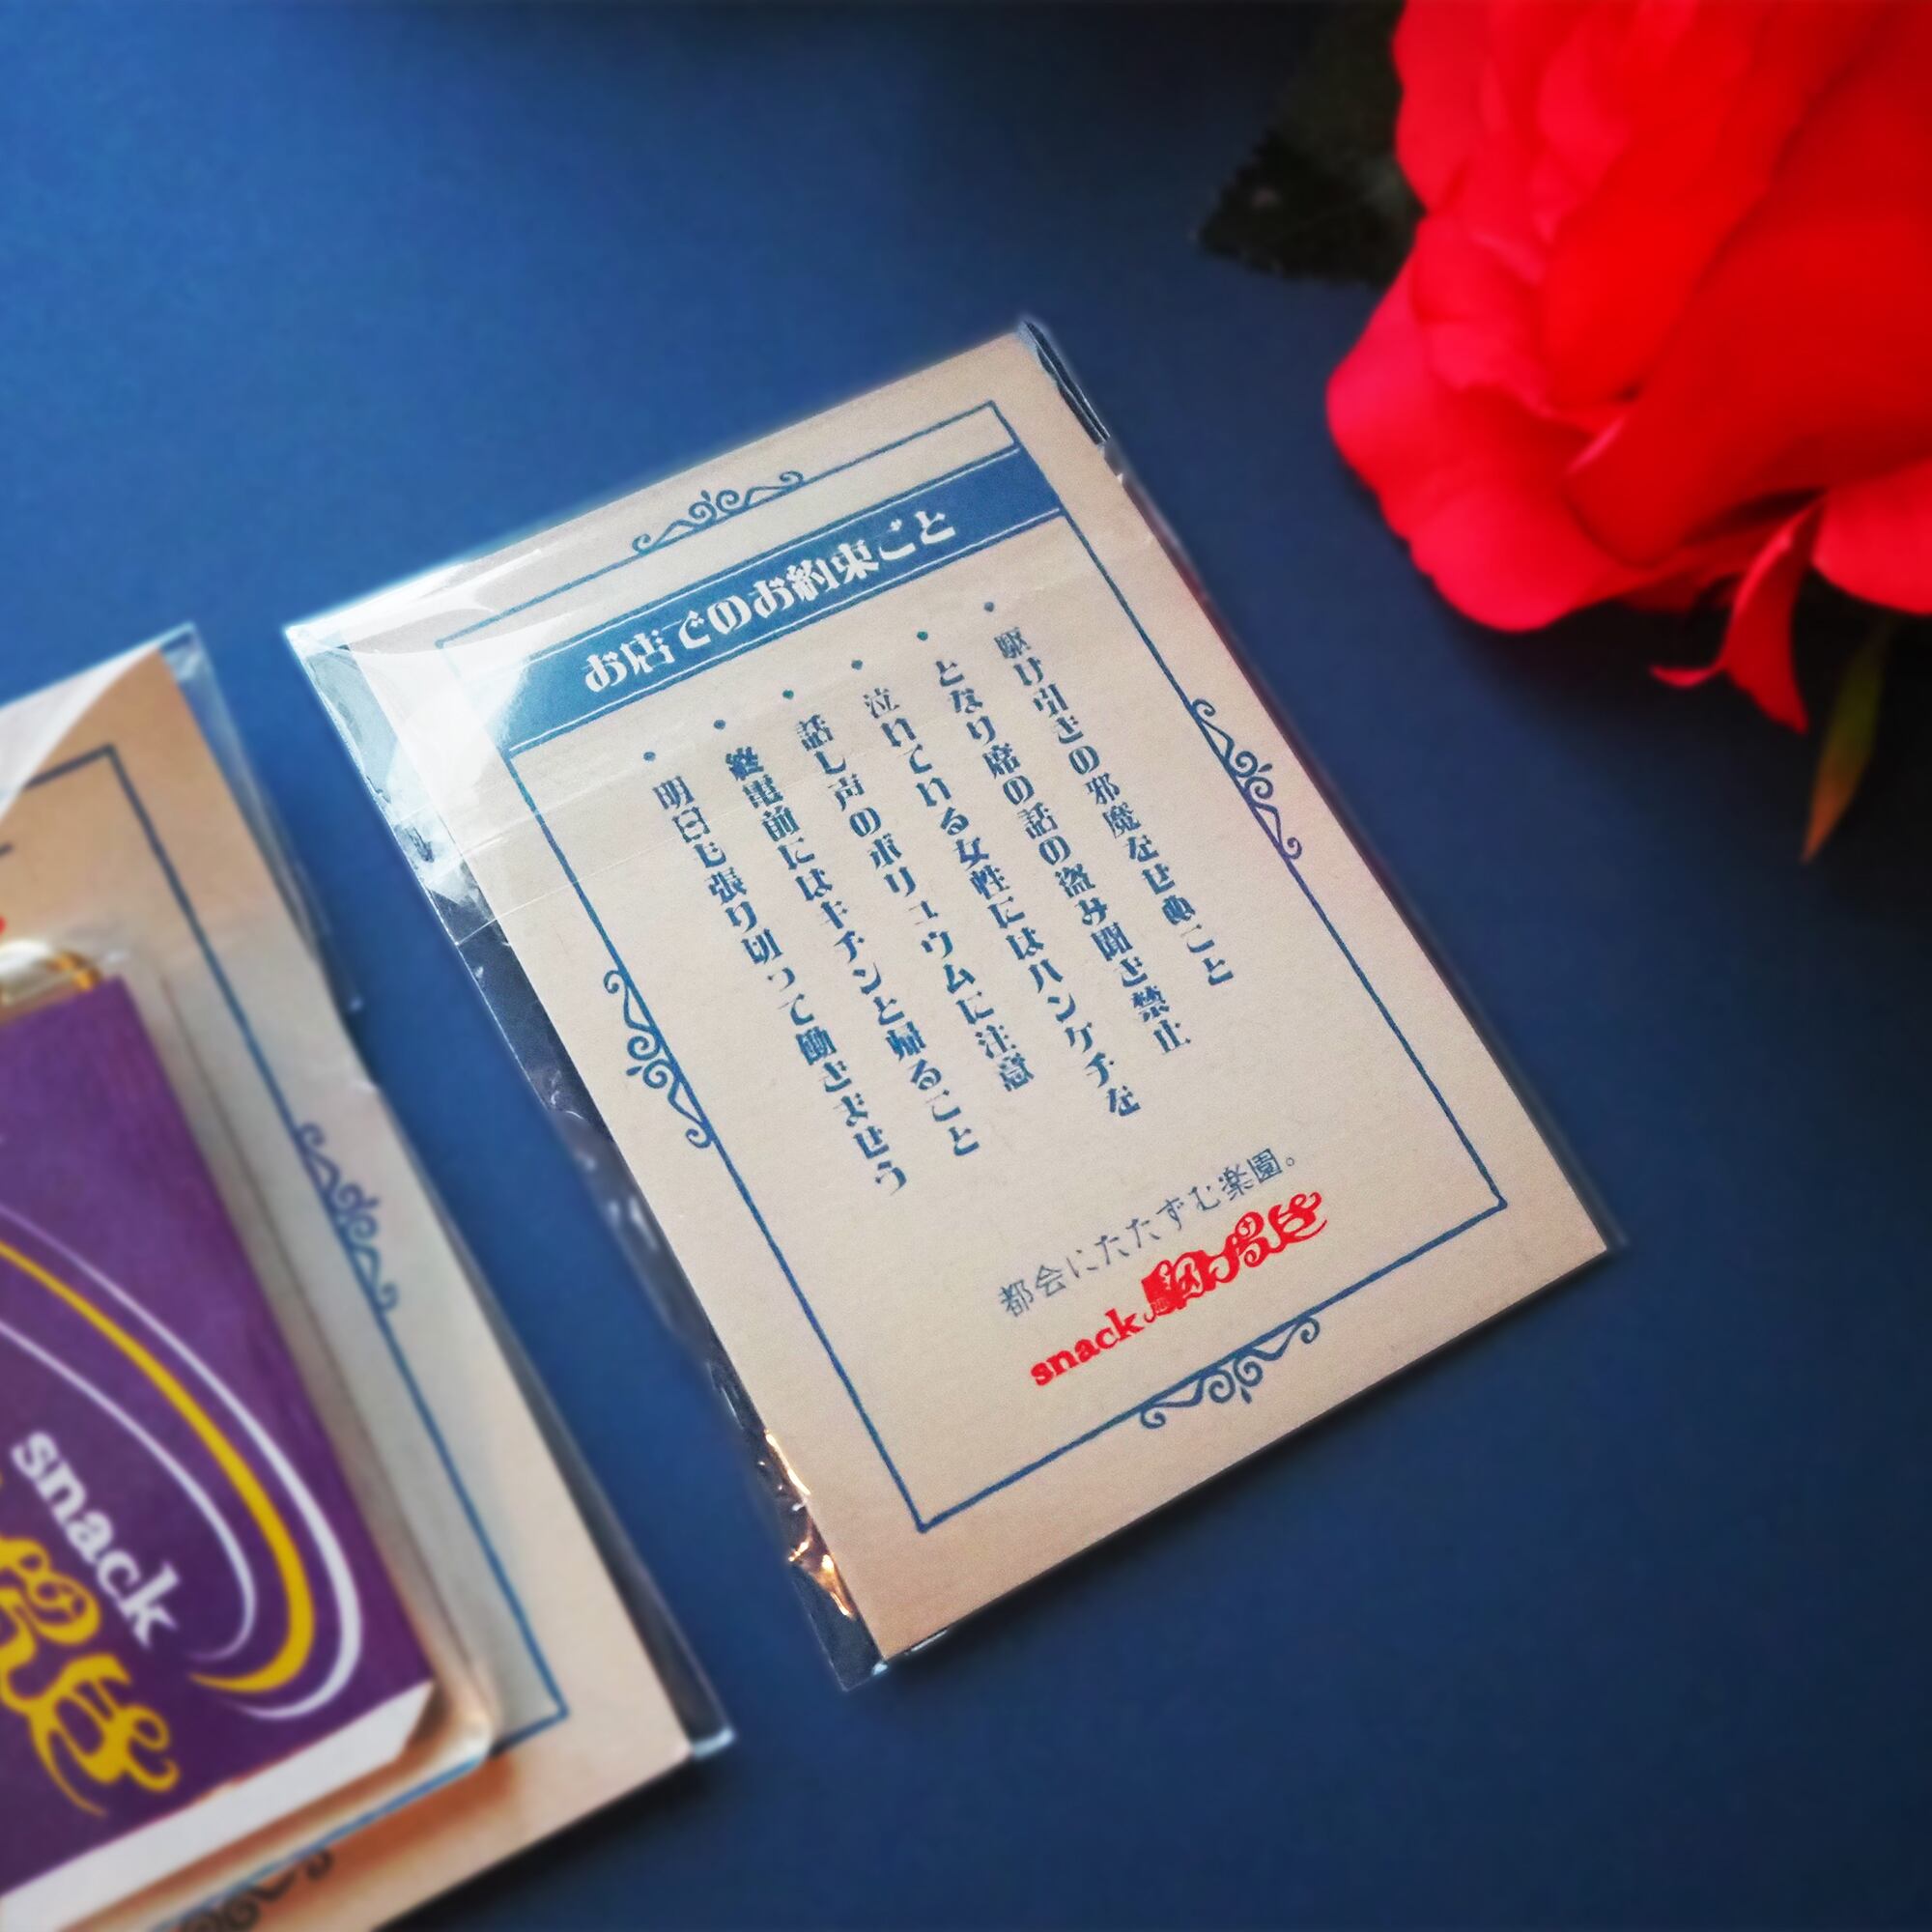 お店でのお約束ごと
・駆け引きの邪魔をせぬこと
・となり席の話の盗み聞き禁止
・泣いている女性にはハンケチを
・話し声のボリュウムに注意
・終電前にはキチンと帰ること
・明日も張り切って働きませう
都会にたたずむ楽園。
snack
snack